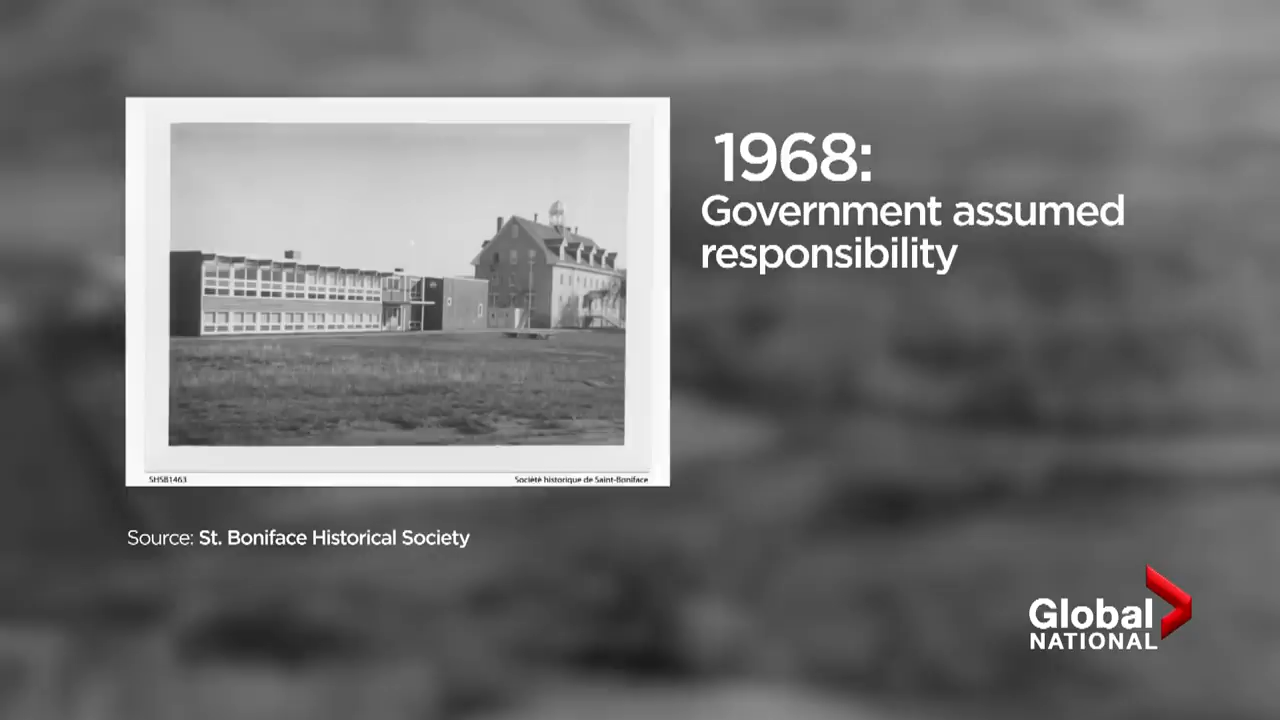 1968:
Government assumed
responsibility
SHSB1463
Société historique de Saint-Boniface
Source: St. Boniface Historical Society
Global
NATIONAL